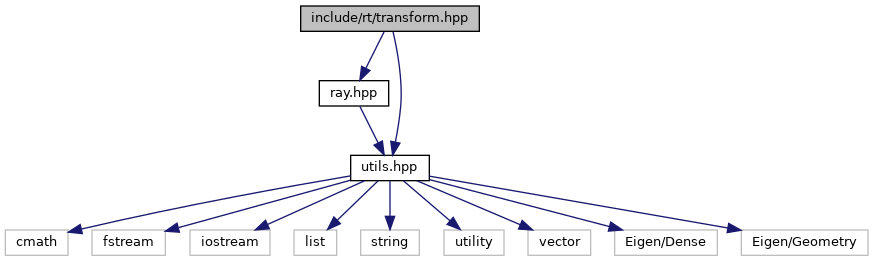 include/rt/transform.hpp
ray.hpp
utils.hpp
cmath
fstream
iostream
list
string
utility
vector
Eigen/Dense
Eigen/Geometry